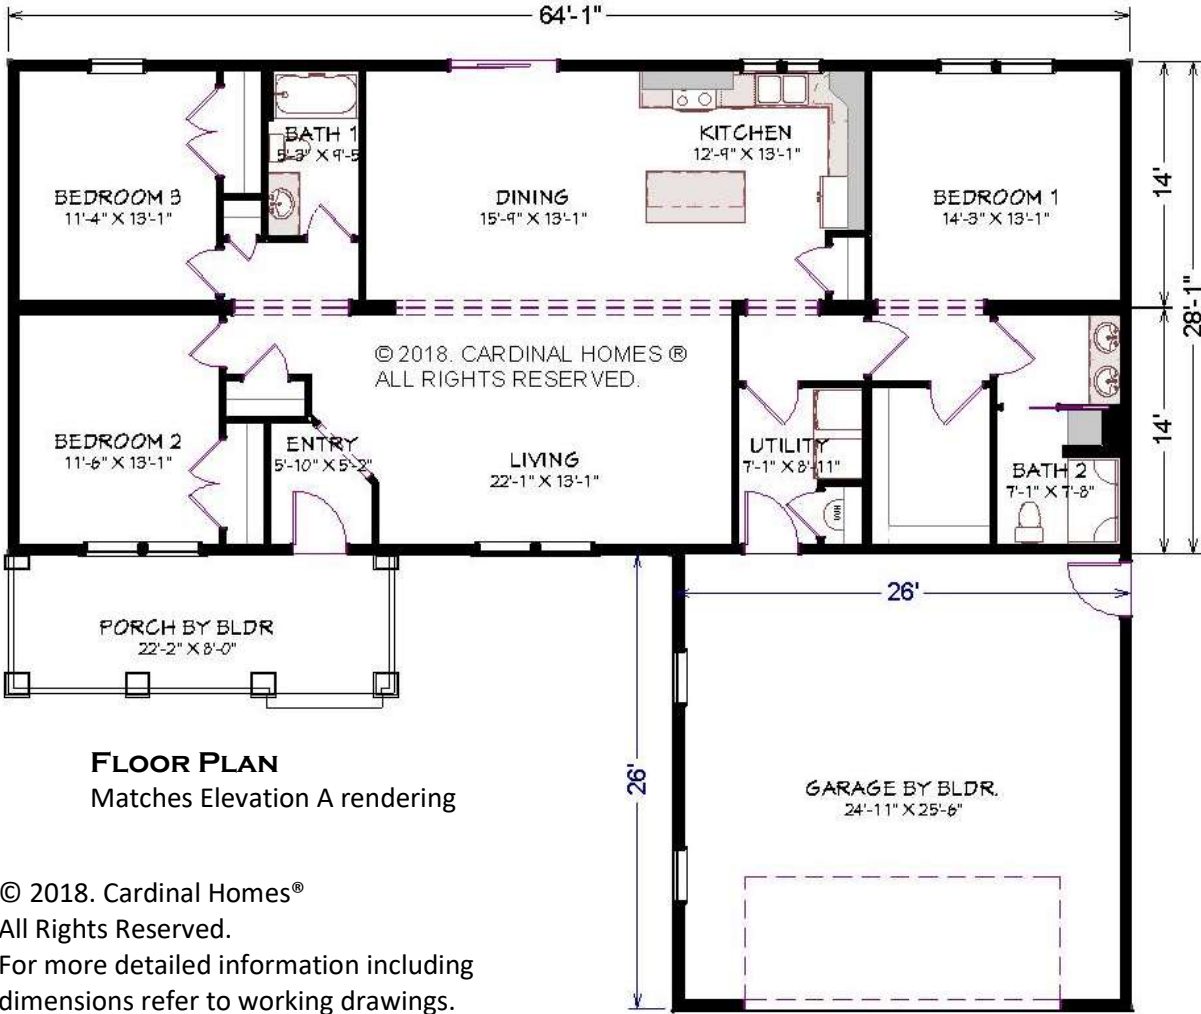 64'-1"
BATH 1
5'-3" X 9'-5
KITCHEN
12'-9" X 13'-1"
BEDROOM 3
11'-4" X 13'-1"
DINING
15'-9" X 13'-1"
BEDROOM 1
14'-3" X 13'-1"
14'
28'-1"
© 2018. CARDINAL HOMES ®
ALL RIGHTS RESERVED.
BEDROOM 2
11'-6" X 13'-1"
ENTRY
5'-10" X 5'-2"
LIVING
22'-1" X 13'-1"
UTILITY
7'-1" X 8'-11"
BATH 2
7'-1" X 7'-8"
14'
26'
PORCH BY BLDR
22'-2" X 8'-0"
26'
GARAGE BY BLDR.
24'-11" X 25'-6"
FLOOR PLAN
Matches Elevation A rendering
© 2018. Cardinal Homes®
All Rights Reserved.
For more detailed information including
dimensions refer to working drawings.